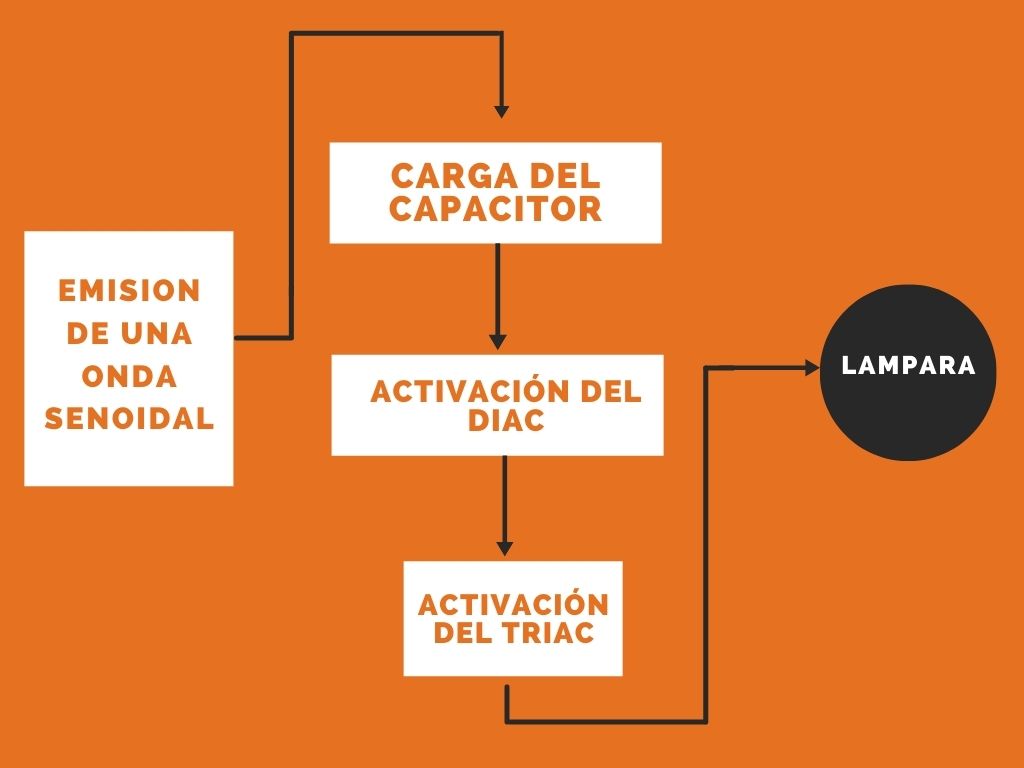 EMISION
DE UNA
ONDA
SENOIDAL
CARGA DEL
CAPACITOR
ACTIVACIÓN DEL
DIAC
ACTIVACIÓN
DEL TRIAC
LAMPARA